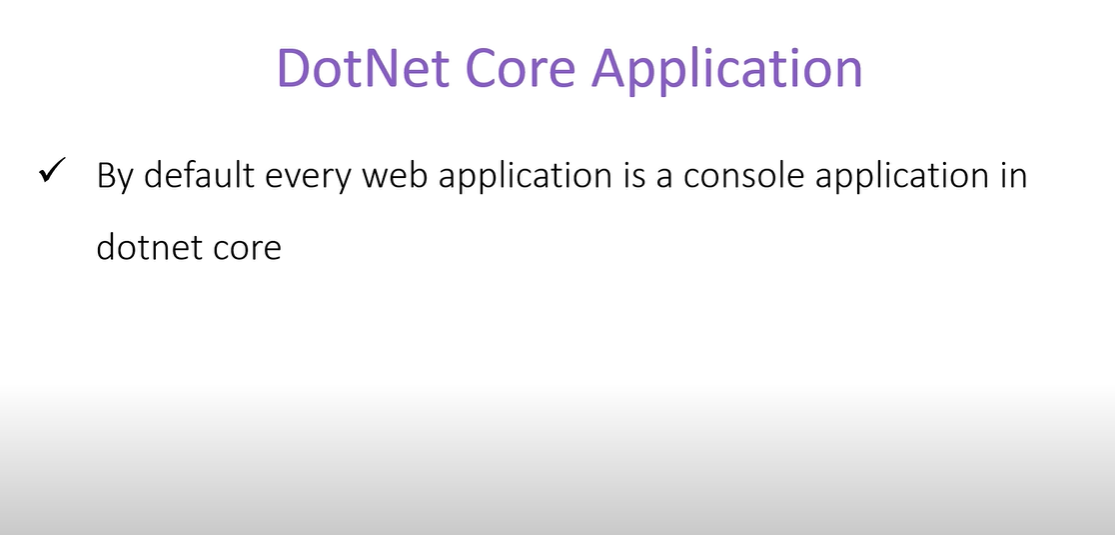 DotNet Core Application
✓ By default every web application is a console application in
dotnet core